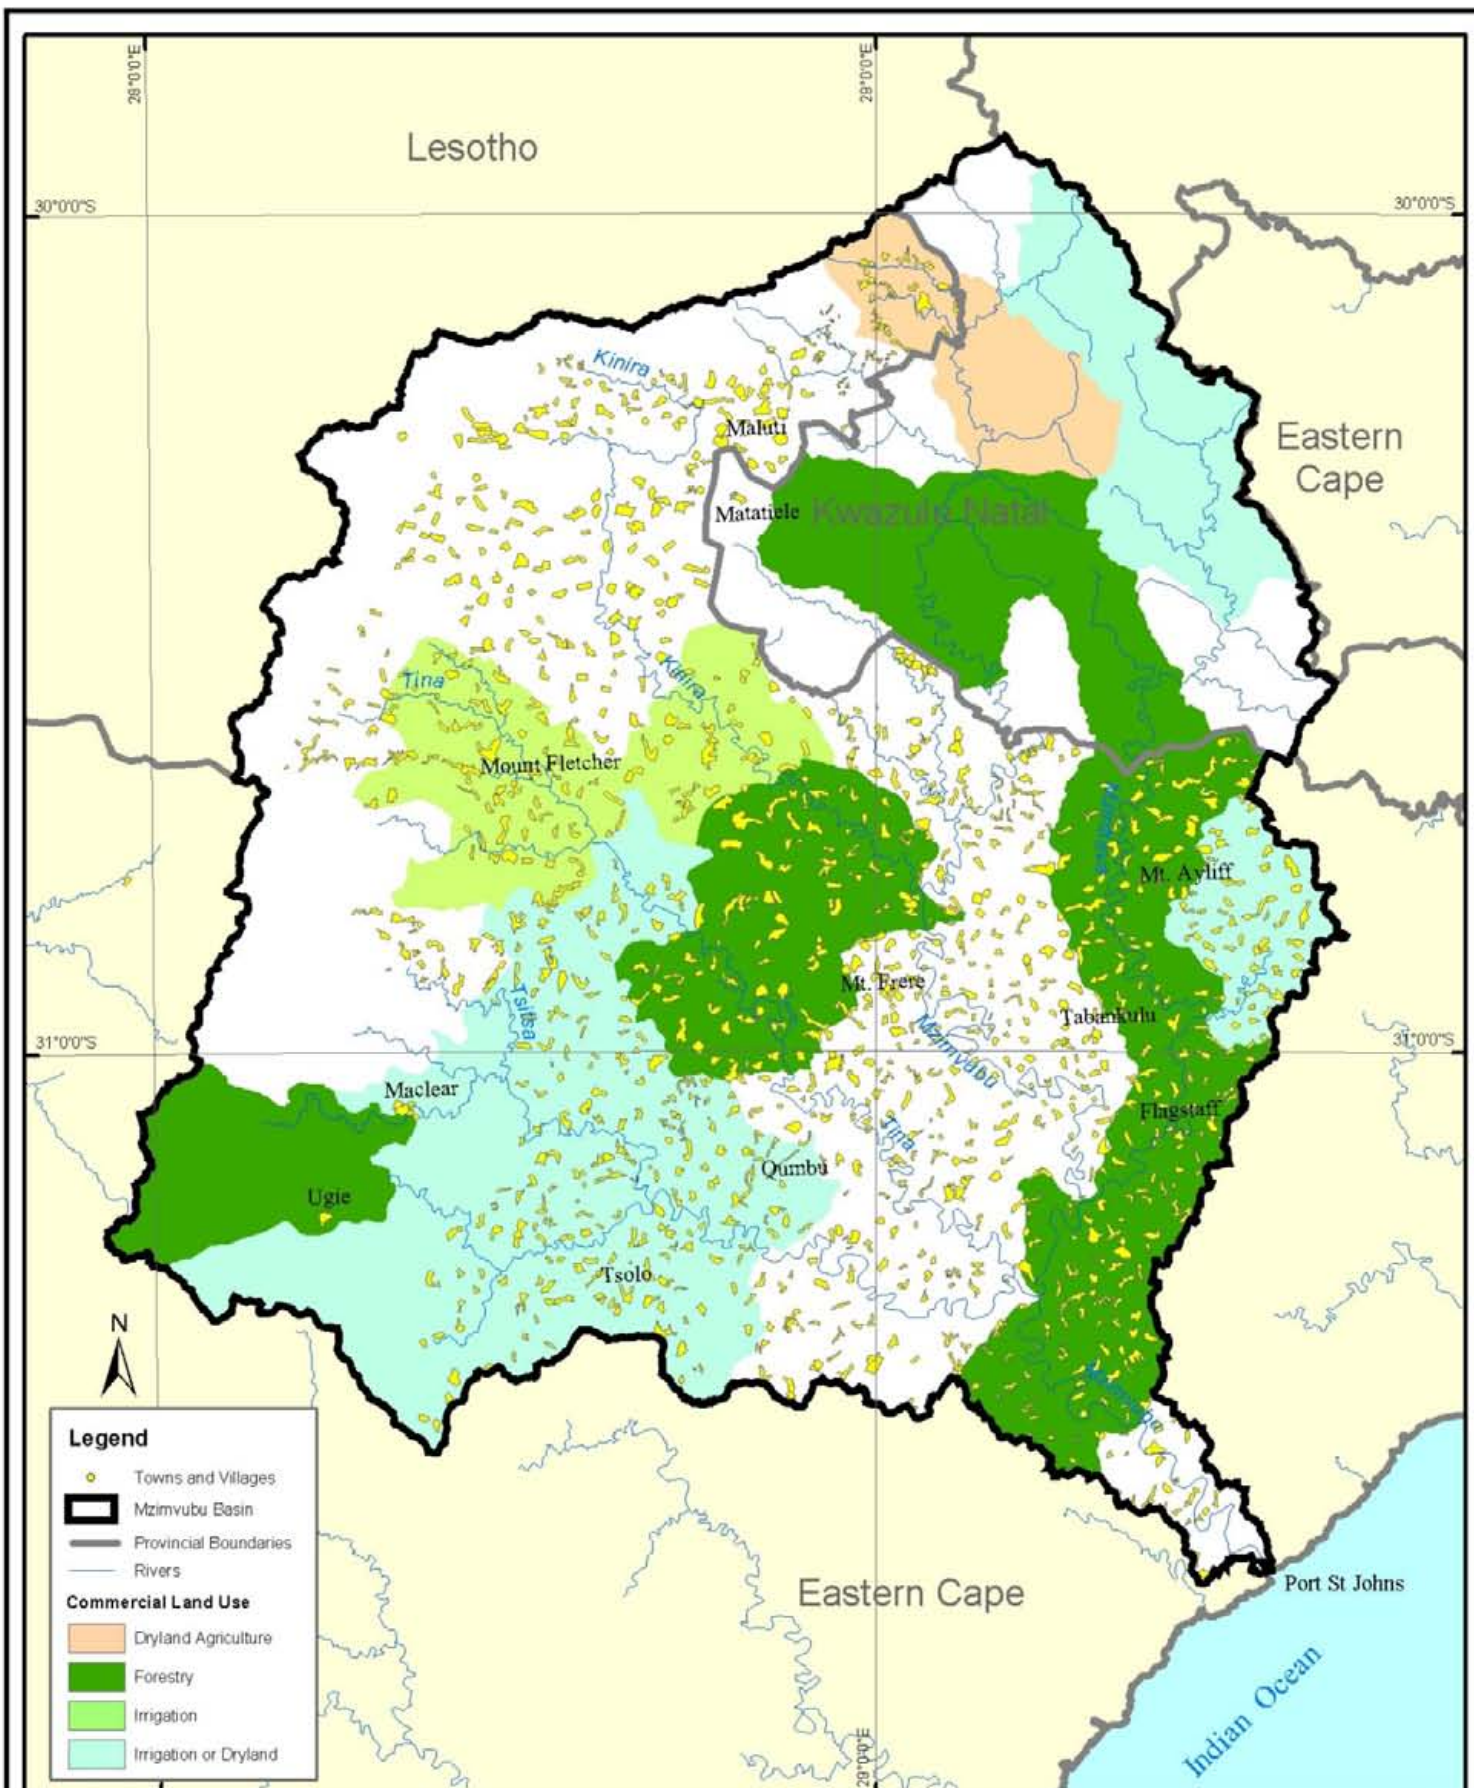 28°0'0"E
29°0'0"E
Lesotho
30°0'0"S
30°0'0"S
Kinira
Maluti
Eastern
Cape
Matatiele
Kwazulu Natal
Kinira
Tina
Mount Fletcher
Mt. Ayliff
Mt. Frere
Tsitsa
Tabankulu
Mzimvubu
31°0'0"S
31°0'0"S
Maclear
Flagstaff
Tina
Qumbu
Ugie
Tsolo
N
Mzimvubu
Legend
Towns and Villages
Mzimvubu Basin
Provincial Boundaries
Rivers
Commercial Land Use
Dryland Agriculture
Forestry
Irrigation
Irrigation or Dryland
Eastern Cape
Port St Johns
Indian Ocean
29°0'0"E